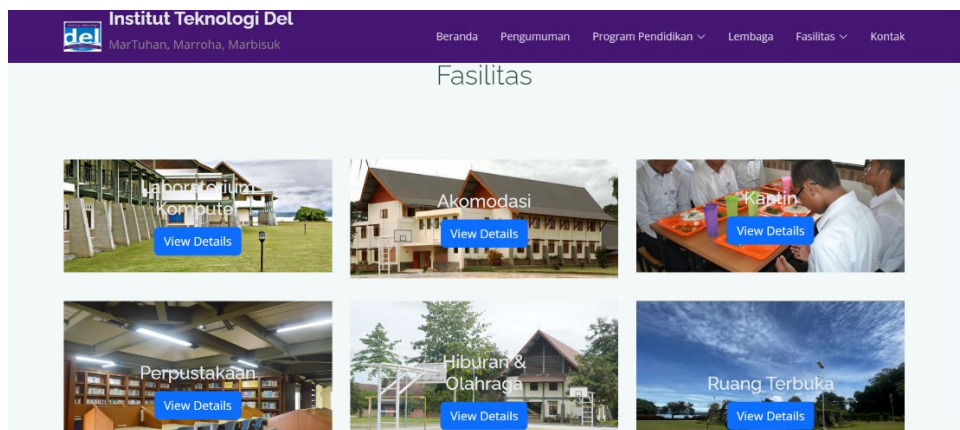 del
Institut Teknologi Del
MarTuhan, Marroha, Marbisuk
Beranda Pengumuman Program Pendidikan Lembaga Fasilitas Kontak
Fasilitas
Laboratorium
Komputer
View Details
Akomodasi
View Details
Kantin
View Details
Perpustakaan
View Details
Hiburan &
Olahraga
View Details
Ruang Terbuka
View Details